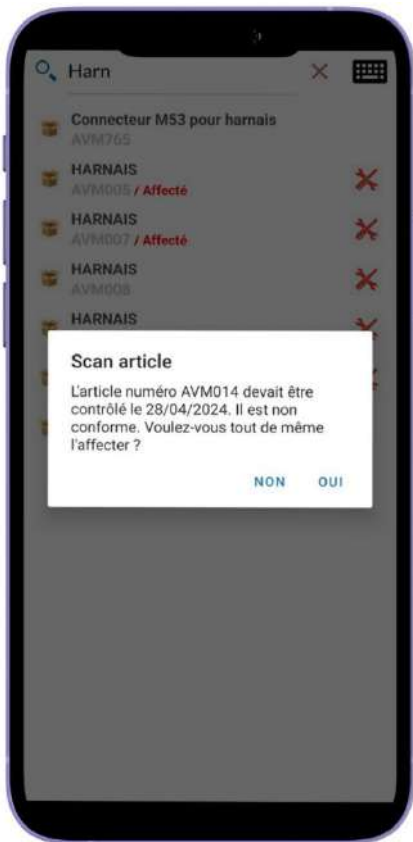 Harn
Connecteur M53 pour harnais
AVM765
HARNAIS
AVM005 / Affecté
HARNAIS
AVM007 / Affecté
HARNAIS
AVM008
HARNAIS
Scan article
L'article numéro AVM014 devait être
contrôlé le 28/04/2024. Il est non
conforme. Voulez-vous tout de même
l'affecter ?
NON OUI